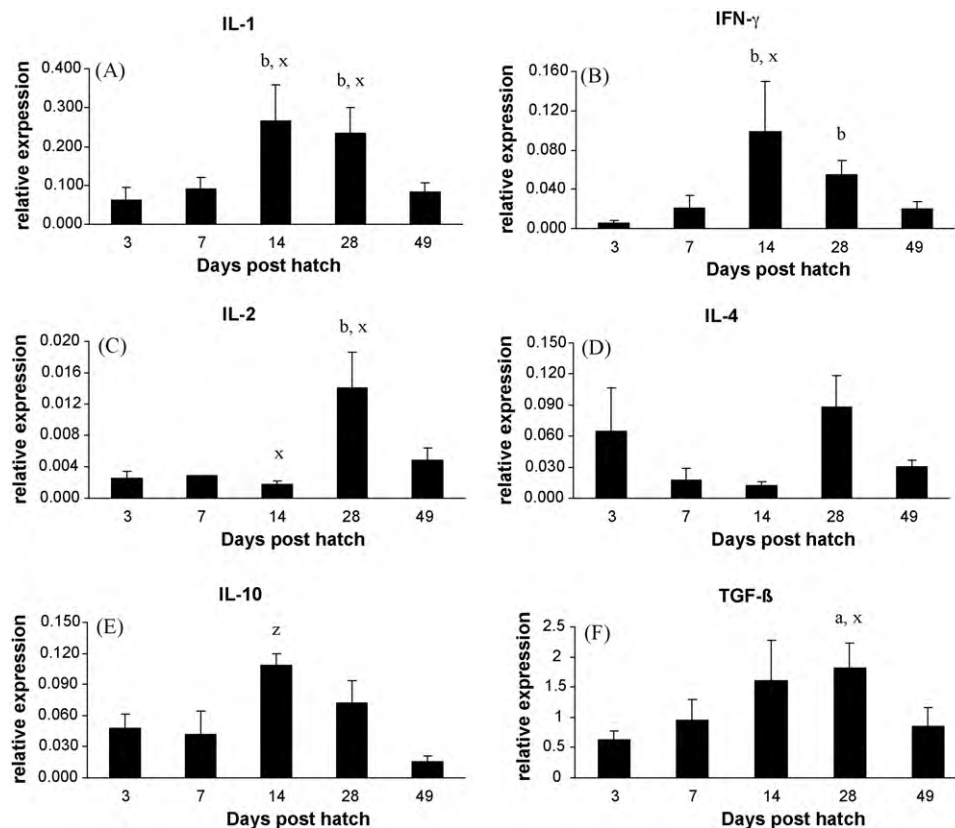 IL-1
(A)
b, x
b, x
relative exrpession
0.400
0.300
0.200
0.100
0.000
3 7 14 28 49
Days post hatch
IFN-γ
(B)
b, x
b
relative expression
0.160
0.120
0.080
0.040
0.000
3 7 14 28 49
Days post hatch
IL-2
(C)
b, x
x
relative expression
0.020
0.016
0.012
0.008
0.004
0.000
3 7 14 28 49
Days post hatch
IL-4
(D)
relative expression
0.150
0.120
0.090
0.060
0.030
0.000
3 7 14 28 49
Days post hatch
IL-10
(E)
z
relative expression
0.150
0.120
0.090
0.060
0.030
0.000
3 7 14 28 49
Days post hatch
TGF-ß
(F)
a, x
relative expression
2.5
2
1.5
1
0.5
0
3 7 14 28 49
Days post hatch